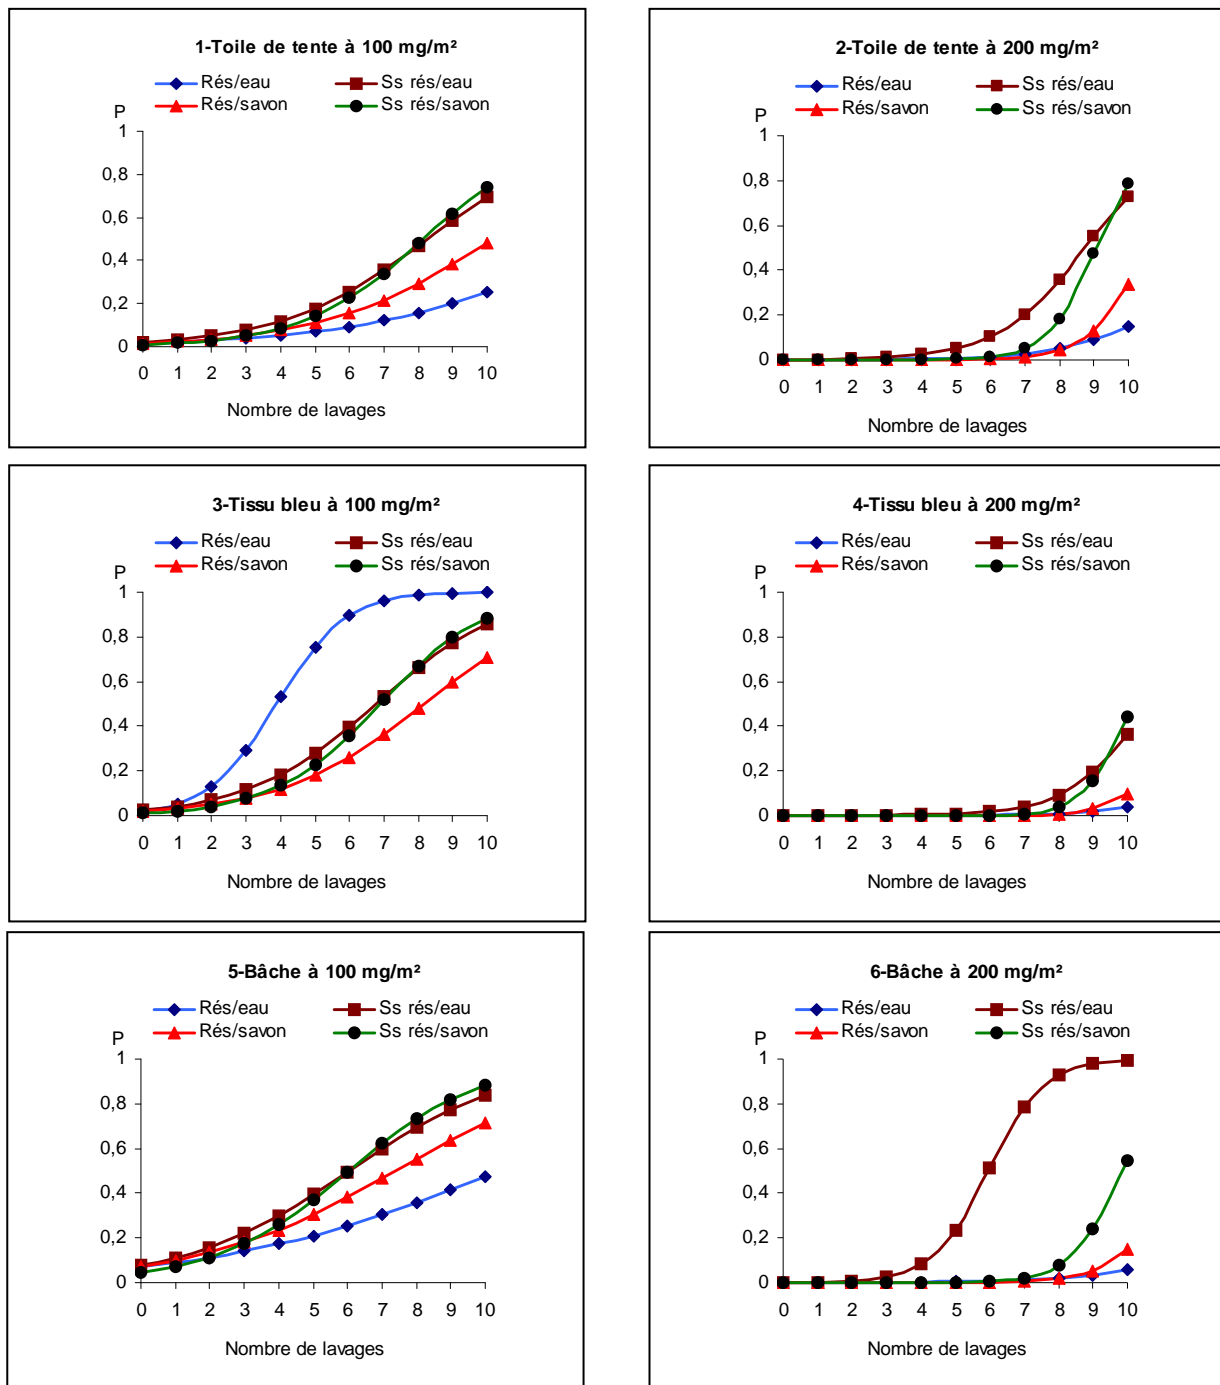 1-Toile de tente à 100 mg/m²
Rés/eau
Ss rés/eau
Rés/savon
Ss rés/savon
P
1
0,8
0,6
0,4
0,2
0
0 1 2 3 4 5 6 7 8 9 10
Nombre de lavages
2-Toile de tente à 200 mg/m²
Rés/eau
Ss rés/eau
Rés/savon
Ss rés/savon
P
1
0,8
0,6
0,4
0,2
0
0 1 2 3 4 5 6 7 8 9 10
Nombre de lavages
3-Tissu bleu à 100 mg/m²
Rés/eau
Ss rés/eau
Rés/savon
Ss rés/savon
P
1
0,8
0,6
0,4
0,2
0
0 1 2 3 4 5 6 7 8 9 10
Nombre de lavages
4-Tissu bleu à 200 mg/m²
Rés/eau
Ss rés/eau
Rés/savon
Ss rés/savon
P
1
0,8
0,6
0,4
0,2
0
0 1 2 3 4 5 6 7 8 9 10
Nombre de lavages
5-Bâche à 100 mg/m²
Rés/eau
Ss rés/eau
Rés/savon
Ss rés/savon
P
1
0,8
0,6
0,4
0,2
0
0 1 2 3 4 5 6 7 8 9 10
Nombre de lavages
6-Bâche à 200 mg/m²
Rés/eau
Ss rés/eau
Rés/savon
Ss rés/savon
P
1
0,8
0,6
0,4
0,2
0
0 1 2 3 4 5 6 7 8 9 10
Nombre de lavages